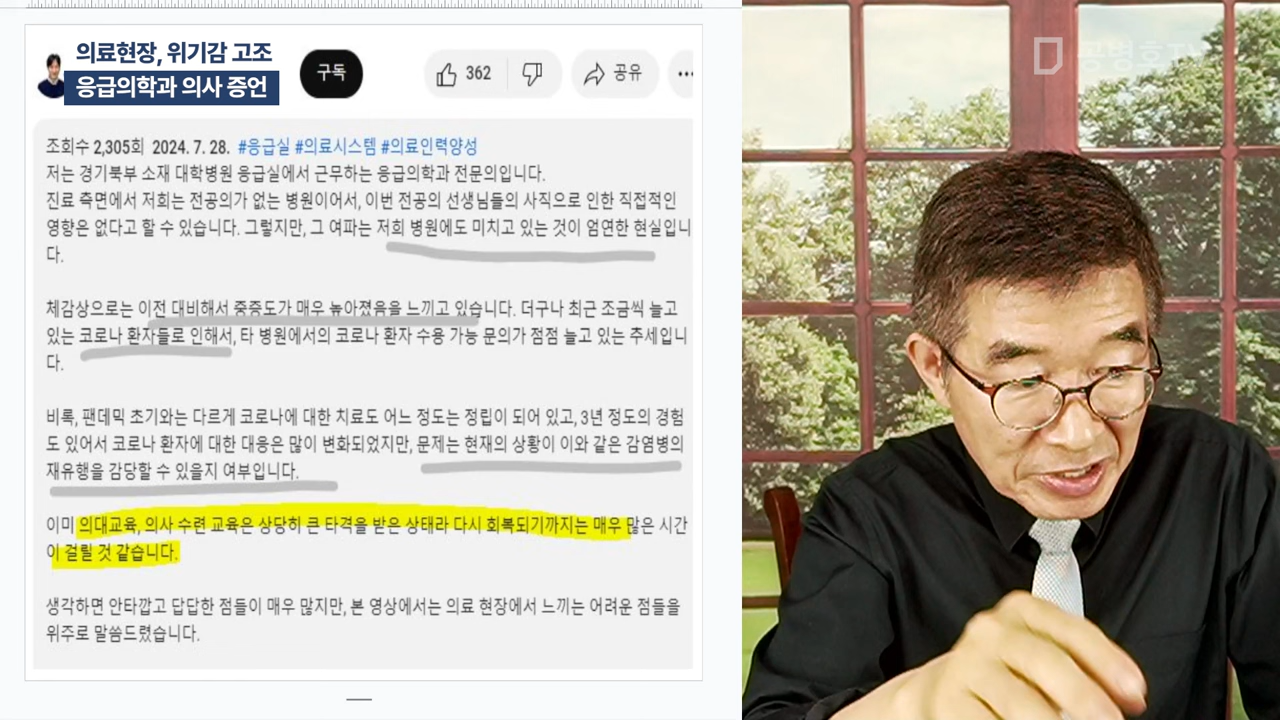 의료현장, 위기감 고조
응급의학과 의사 증언
구독
362
공유
공병호TV
조회수 2,305회 2024. 7. 28. #응급실 #의료시스템 #의료인력양성
저는 경기북부 소재 대학병원 응급실에서 근무하는 응급의학과 전문의입니다.
진료 측면에서 저희는 전공의가 없는 병원이어서, 이번 전공의 선생님들의 사직으로 인한 직접적인
영향은 없다고 할 수 있습니다. 그렇지만, 그 여파는 저희 병원에도 미치고 있는 것이 엄연한 현실입니
다.
체감상으로는 이전 대비해서 중증도가 매우 높아졌음을 느끼고 있습니다. 더구나 최근 조금씩 늘고
있는 코로나 환자들로 인해서, 타 병원에서의 코로나 환자 수용 가능 문의가 점점 늘고 있는 추세입니
다.
비록, 팬데믹 초기와는 다르게 코로나에 대한 치료도 어느 정도는 정립이 되어 있고, 3년 정도의 경험
도 있어서 코로나 환자에 대한 대응은 많이 변화되었지만, 문제는 현재의 상황이 이와 같은 감염병의
재유행을 감당할 수 있을지 여부입니다.
이미 의대교육, 의사 수련 교육은 상당히 큰 타격을 받은 상태라 다시 회복되기까지는 매우 많은 시간
이 걸릴 것 같습니다.
생각하면 안타깝고 답답한 점들이 매우 많지만, 본 영상에서는 의료 현장에서 느끼는 어려운 점들을
위주로 말씀드렸습니다.